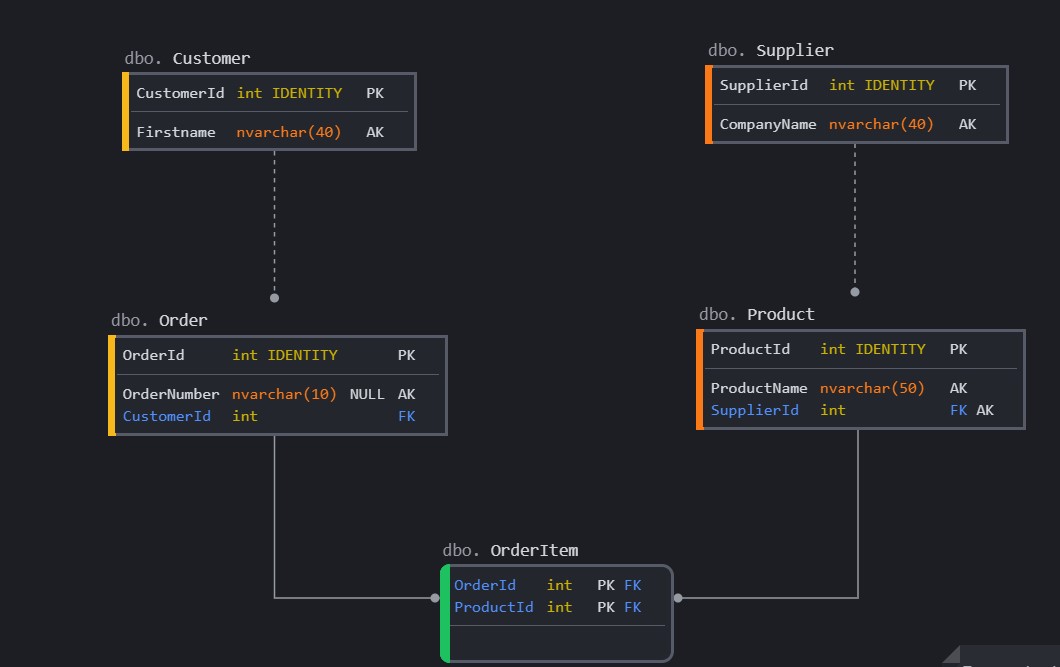 dbo. Customer
CustomerId int IDENTITY PK
Firstname nvarchar(40) AK
dbo. Supplier
SupplierId int IDENTITY PK
CompanyName nvarchar(40) AK
dbo. Order
OrderId int IDENTITY PK
OrderNumber nvarchar(10) NULL AK
CustomerId int FK
dbo. Product
ProductId int IDENTITY PK
ProductName nvarchar(50) AK
SupplierId int FK AK
dbo. OrderItem
OrderId int PK FK
ProductId int PK FK